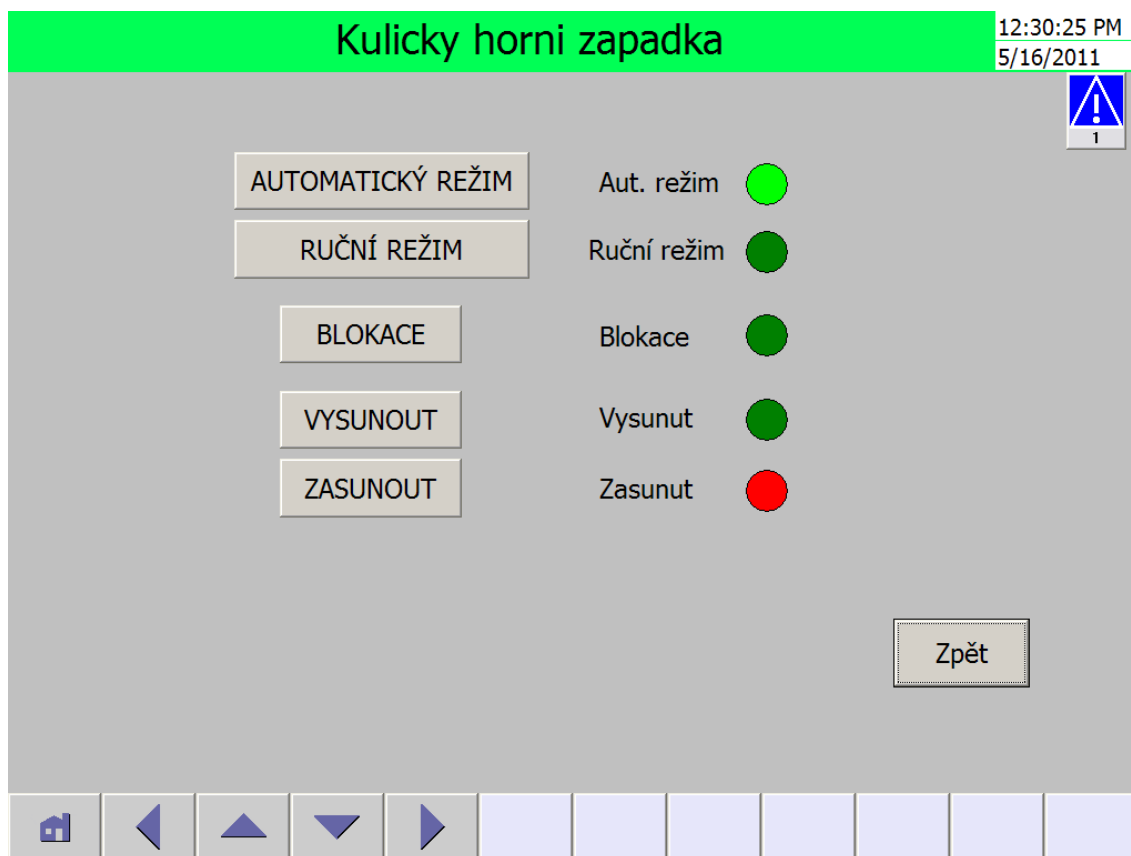 Kulicky horni zapadka
12:30:25 PM
5/16/2011
1
AUTOMATICKÝ REŽIM
Aut. režim
RUČNÍ REŽIM
Ruční režim
BLOKACE
Blokace
VYSUNOUT
Vysunut
ZASUNOUT
Zasunut
Zpět